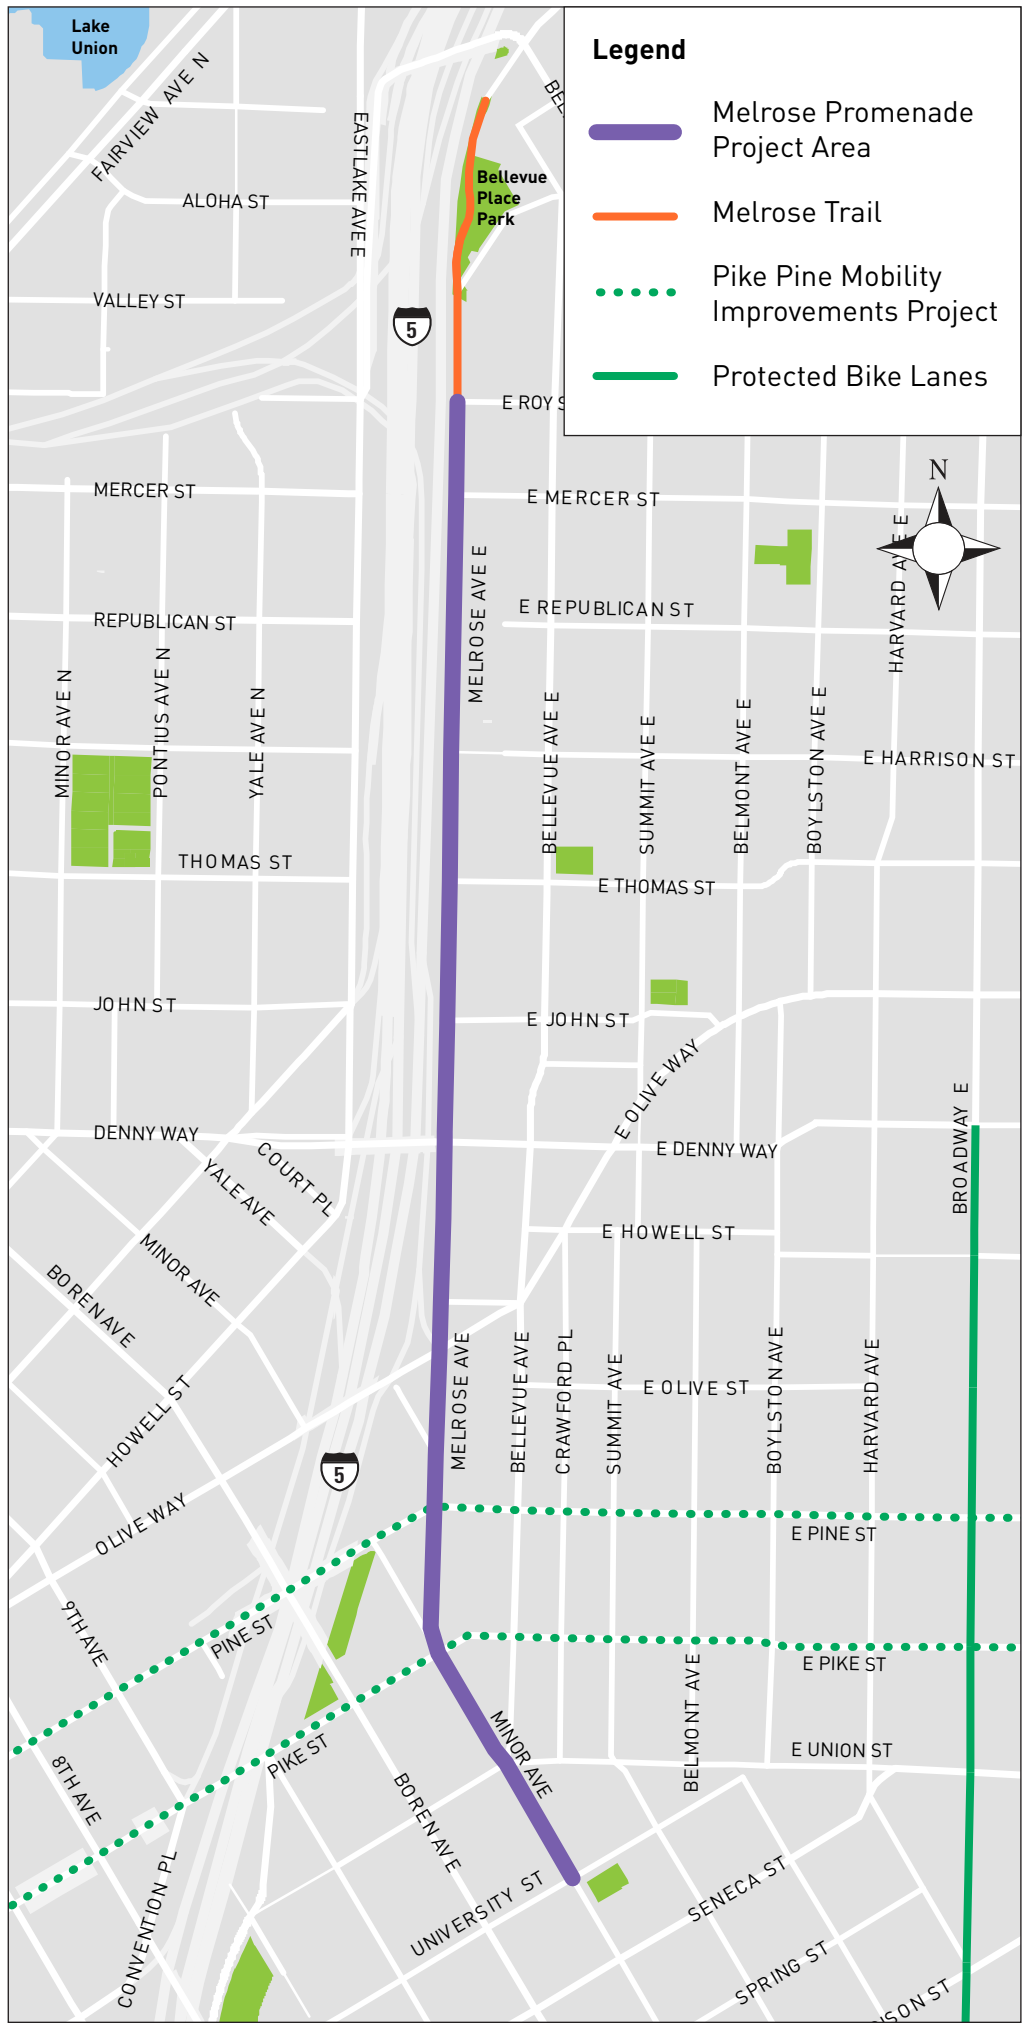 Lake
Union
FAIRVIEW AVE N
EASTLAKE AVE E
ALOHA ST
VALLEY ST
Bellevue
Place
Park
5
Legend
Melrose Promenade
Project Area
Melrose Trail
Pike Pine Mobility
Improvements Project
Protected Bike Lanes
N
MERCER ST
E MERCER ST
REPUBLICAN ST
E REPUBLICAN ST
MINOR AVE N
PONTIUS AVE N
YALE AVE N
MELROSE AVE E
BELLEVUE AVE E
SUMMIT AVE E
BELMONT AVE E
BOYLSTON AVE E
HARVARD AVE E
E HARRISON ST
THOMAS ST
E THOMAS ST
JOHN ST
E JOHN ST
E OLIVE WAY
DENNY WAY
E DENNY WAY
BROADWAY E
COURT PL
YALE AVE
MINOR AVE
BOREN AVE
HOWELL ST
E HOWELL ST
MELROSE AVE
BELLEVUE AVE
CRAWFORD PL
SUMMIT AVE
E OLIVE ST
BOYLSTON AVE
HARVARD AVE
5
OLIVE WAY
E PINE ST
PINE ST
9TH AVE
E PIKE ST
PIKE ST
8TH AVE
MINOR AVE
BELMONT AVE
E UNION ST
BOREN AVE
CONVENTION PL
UNIVERSITY ST
SENECA ST
SPRING ST